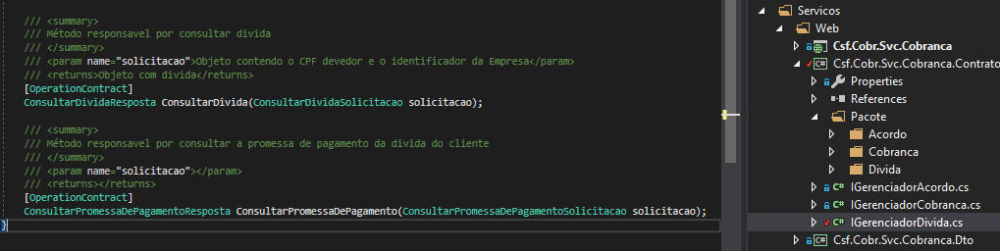 /// <summary>
/// Método responsavel por consultar divida
/// </summary>
/// <param name="solicitacao">Objeto contendo o CPF devedor e o identificador da Empresa</param>
/// <returns>Objeto com divida</returns>
[OperationContract]
ConsultarDividaResposta ConsultarDivida(ConsultarDividaSolicitacao solicitacao);
/// <summary>
/// Método responsavel por consultar a promessa de pagamento da divida do cliente
/// </summary>
/// <param name="solicitacao"></param>
/// <returns></returns>
[OperationContract]
ConsultarPromessaDePagamentoResposta ConsultarPromessaDePagamento(ConsultarPromessaDePagamentoSolicitacao solicitacao);
}
Servicos
Web
Csf.Cobr.Svc.Cobranca
C# Csf.Cobr.Svc.Cobranca.Contrato
Properties
References
Pacote
Acordo
Cobranca
Divida
C# IGerenciadorAcordo.cs
C# IGerenciadorCobranca.cs
C# IGerenciadorDivida.cs
C# Csf.Cobr.Svc.Cobranca.Dto